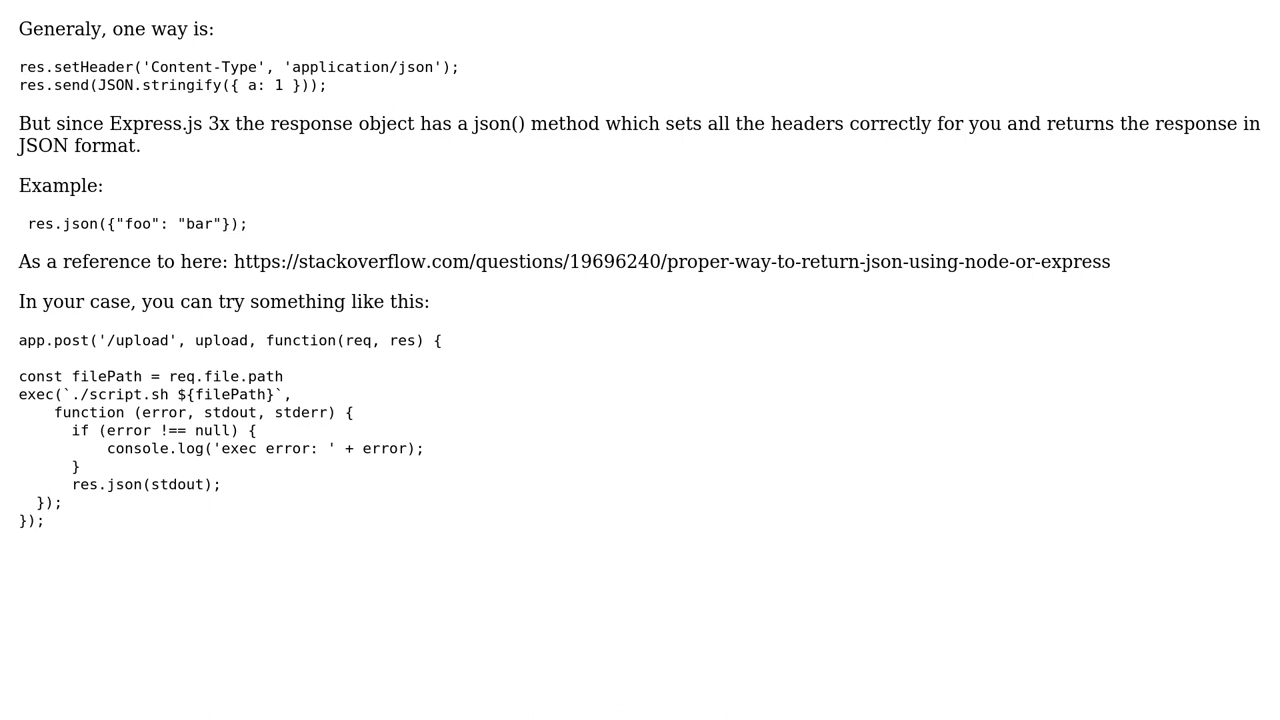 Generaly, one way is:
res.setHeader('Content-Type', 'application/json');
res.send(JSON.stringify({ a: 1 }));
But since Express.js 3x the response object has a json() method which sets all the headers correctly for you and returns the response in
JSON format.
Example:
res.json({"foo": "bar"});
As a reference to here: https://stackoverflow.com/questions/19696240/proper-way-to-return-json-using-node-or-express
In your case, you can try something like this:
app.post('/upload', upload, function(req, res) {
const filePath = req.file.path
exec(`./script.sh ${filePath}`,
    function (error, stdout, stderr) {
      if (error !== null) {
          console.log('exec error: ' + error);
      }
      res.json(stdout);
  });
});